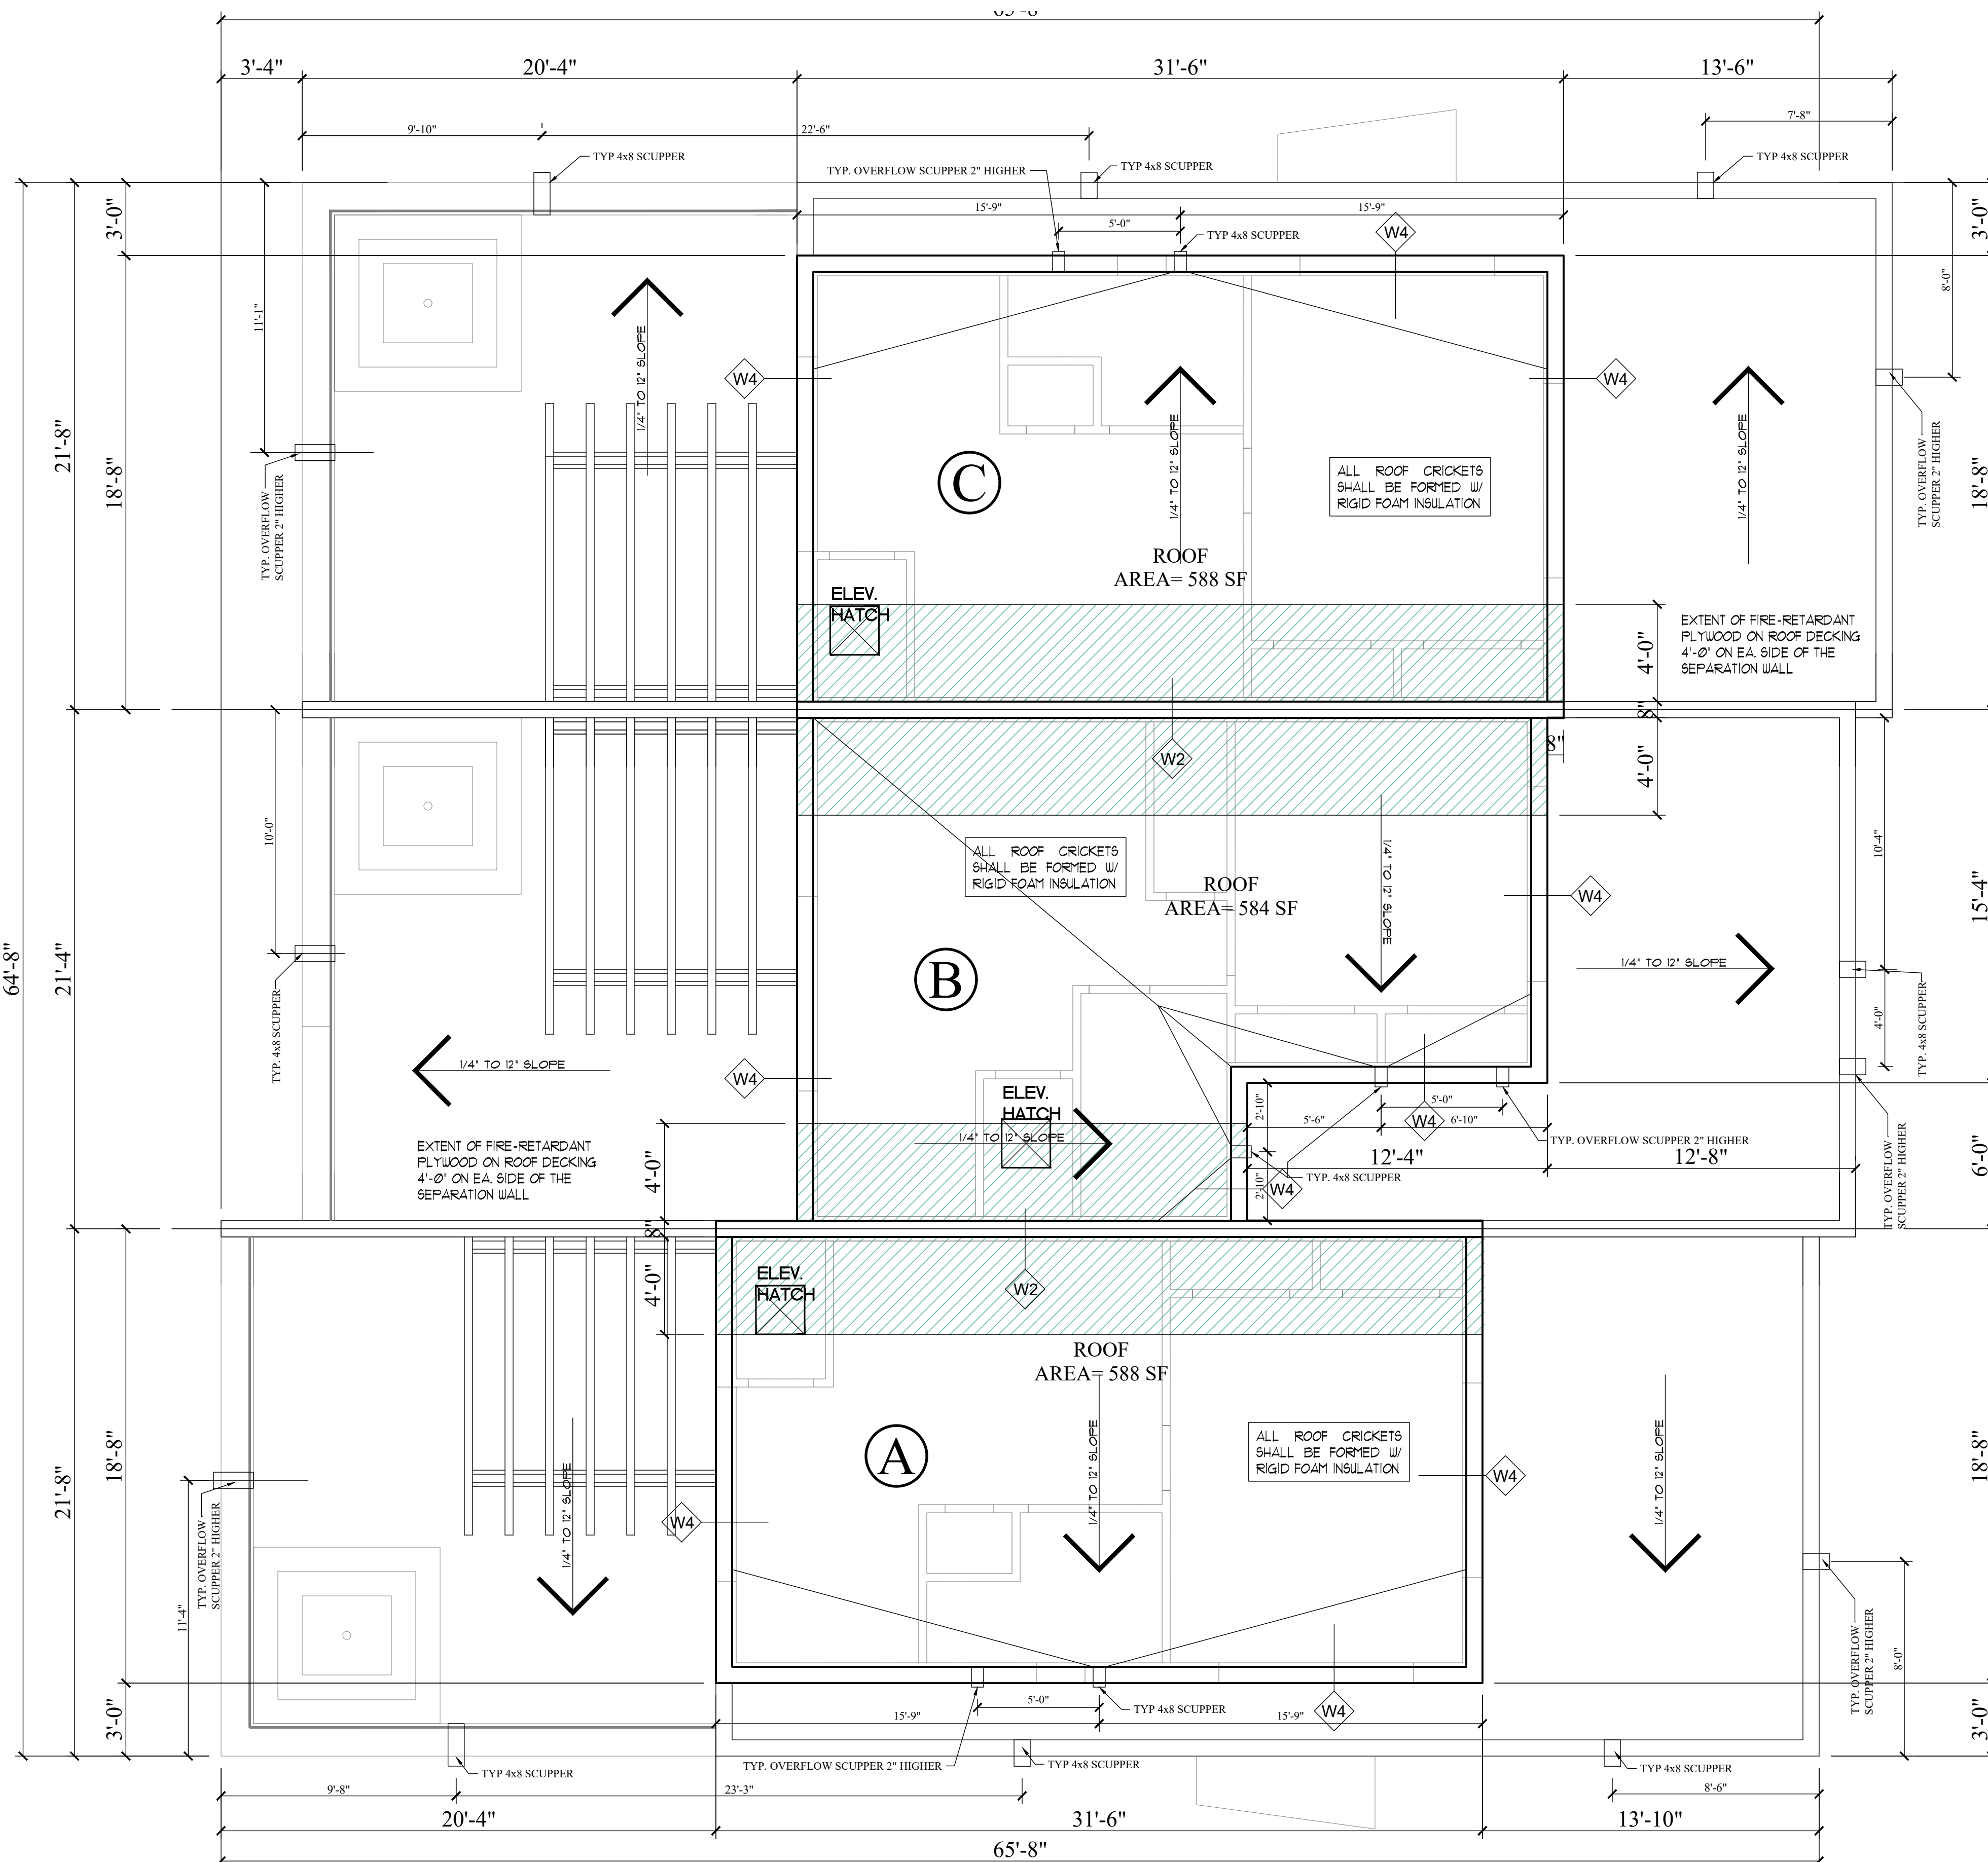 65'-8"
3'-4"
20'-4"
31'-6"
13'-6"
9'-10"
22'-6"
7'-8"
TYP 4x8 SCUPPER
TYP. OVERFLOW SCUPPER 2" HIGHER
TYP 4x8 SCUPPER
TYP 4x8 SCUPPER
3'-0"
15'-9"
15'-9"
5'-0"
TYP 4x8 SCUPPER
W4
3'-0"
8'-0"
11'-1"
1/4" TO 12" SLOPE
W4
W4
1/4" TO 12" SLOPE
1/4" TO 12" SLOPE
21'-8"
18'-8"
TYP. OVERFLOW
SCUPPER 2" HIGHER
C
ALL ROOF CRICKETS
SHALL BE FORMED W/
RIGID FOAM INSULATION
TYP. OVERFLOW
SCUPPER 2" HIGHER
18'-8"
ROOF
AREA= 588 SF
ELEV.
HATCH
4'-0"
EXTENT OF FIRE-RETARDANT
PLYWOOD ON ROOF DECKING
4'-0" ON EA. SIDE OF THE
SEPARATION WALL
8"
W2
8"
4'-0"
10'-0"
ALL ROOF CRICKETS
SHALL BE FORMED W/
RIGID FOAM INSULATION
ROOF
AREA= 584 SF
1/4" TO 12" SLOPE
W4
10'-4"
15'-4"
64'-8"
21'-4"
B
1/4" TO 12" SLOPE
TYP. 4x8 SCUPPER
4'-0"
TYP. 4x8 SCUPPER
1/4" TO 12" SLOPE
W4
ELEV.
HATCH
1/4" TO 12" SLOPE
2'-10"
5'-0"
5'-6"
W4
6'-10"
TYP. OVERFLOW SCUPPER 2" HIGHER
12'-4"
12'-8"
TYP. 4x8 SCUPPER
W4
2'-10"
TYP. OVERFLOW
SCUPPER 2" HIGHER
6'-0"
EXTENT OF FIRE-RETARDANT
PLYWOOD ON ROOF DECKING
4'-0" ON EA. SIDE OF THE
SEPARATION WALL
4'-0"
8"
4'-0"
ELEV.
HATCH
W2
ROOF
AREA= 588 SF
A
ALL ROOF CRICKETS
SHALL BE FORMED W/
RIGID FOAM INSULATION
1/4" TO 12" SLOPE
1/4" TO 12" SLOPE
1/4" TO 12" SLOPE
W4
W4
21'-8"
18'-8"
18'-8"
TYP. OVERFLOW
SCUPPER 2" HIGHER
11'-4"
TYP. OVERFLOW
SCUPPER 2" HIGHER
8'-0"
3'-0"
3'-0"
5'-0"
TYP 4x8 SCUPPER
W4
15'-9"
15'-9"
TYP 4x8 SCUPPER
TYP. OVERFLOW SCUPPER 2" HIGHER
TYP 4x8 SCUPPER
TYP 4x8 SCUPPER
9'-8"
23'-3"
8'-6"
20'-4"
31'-6"
13'-10"
65'-8"